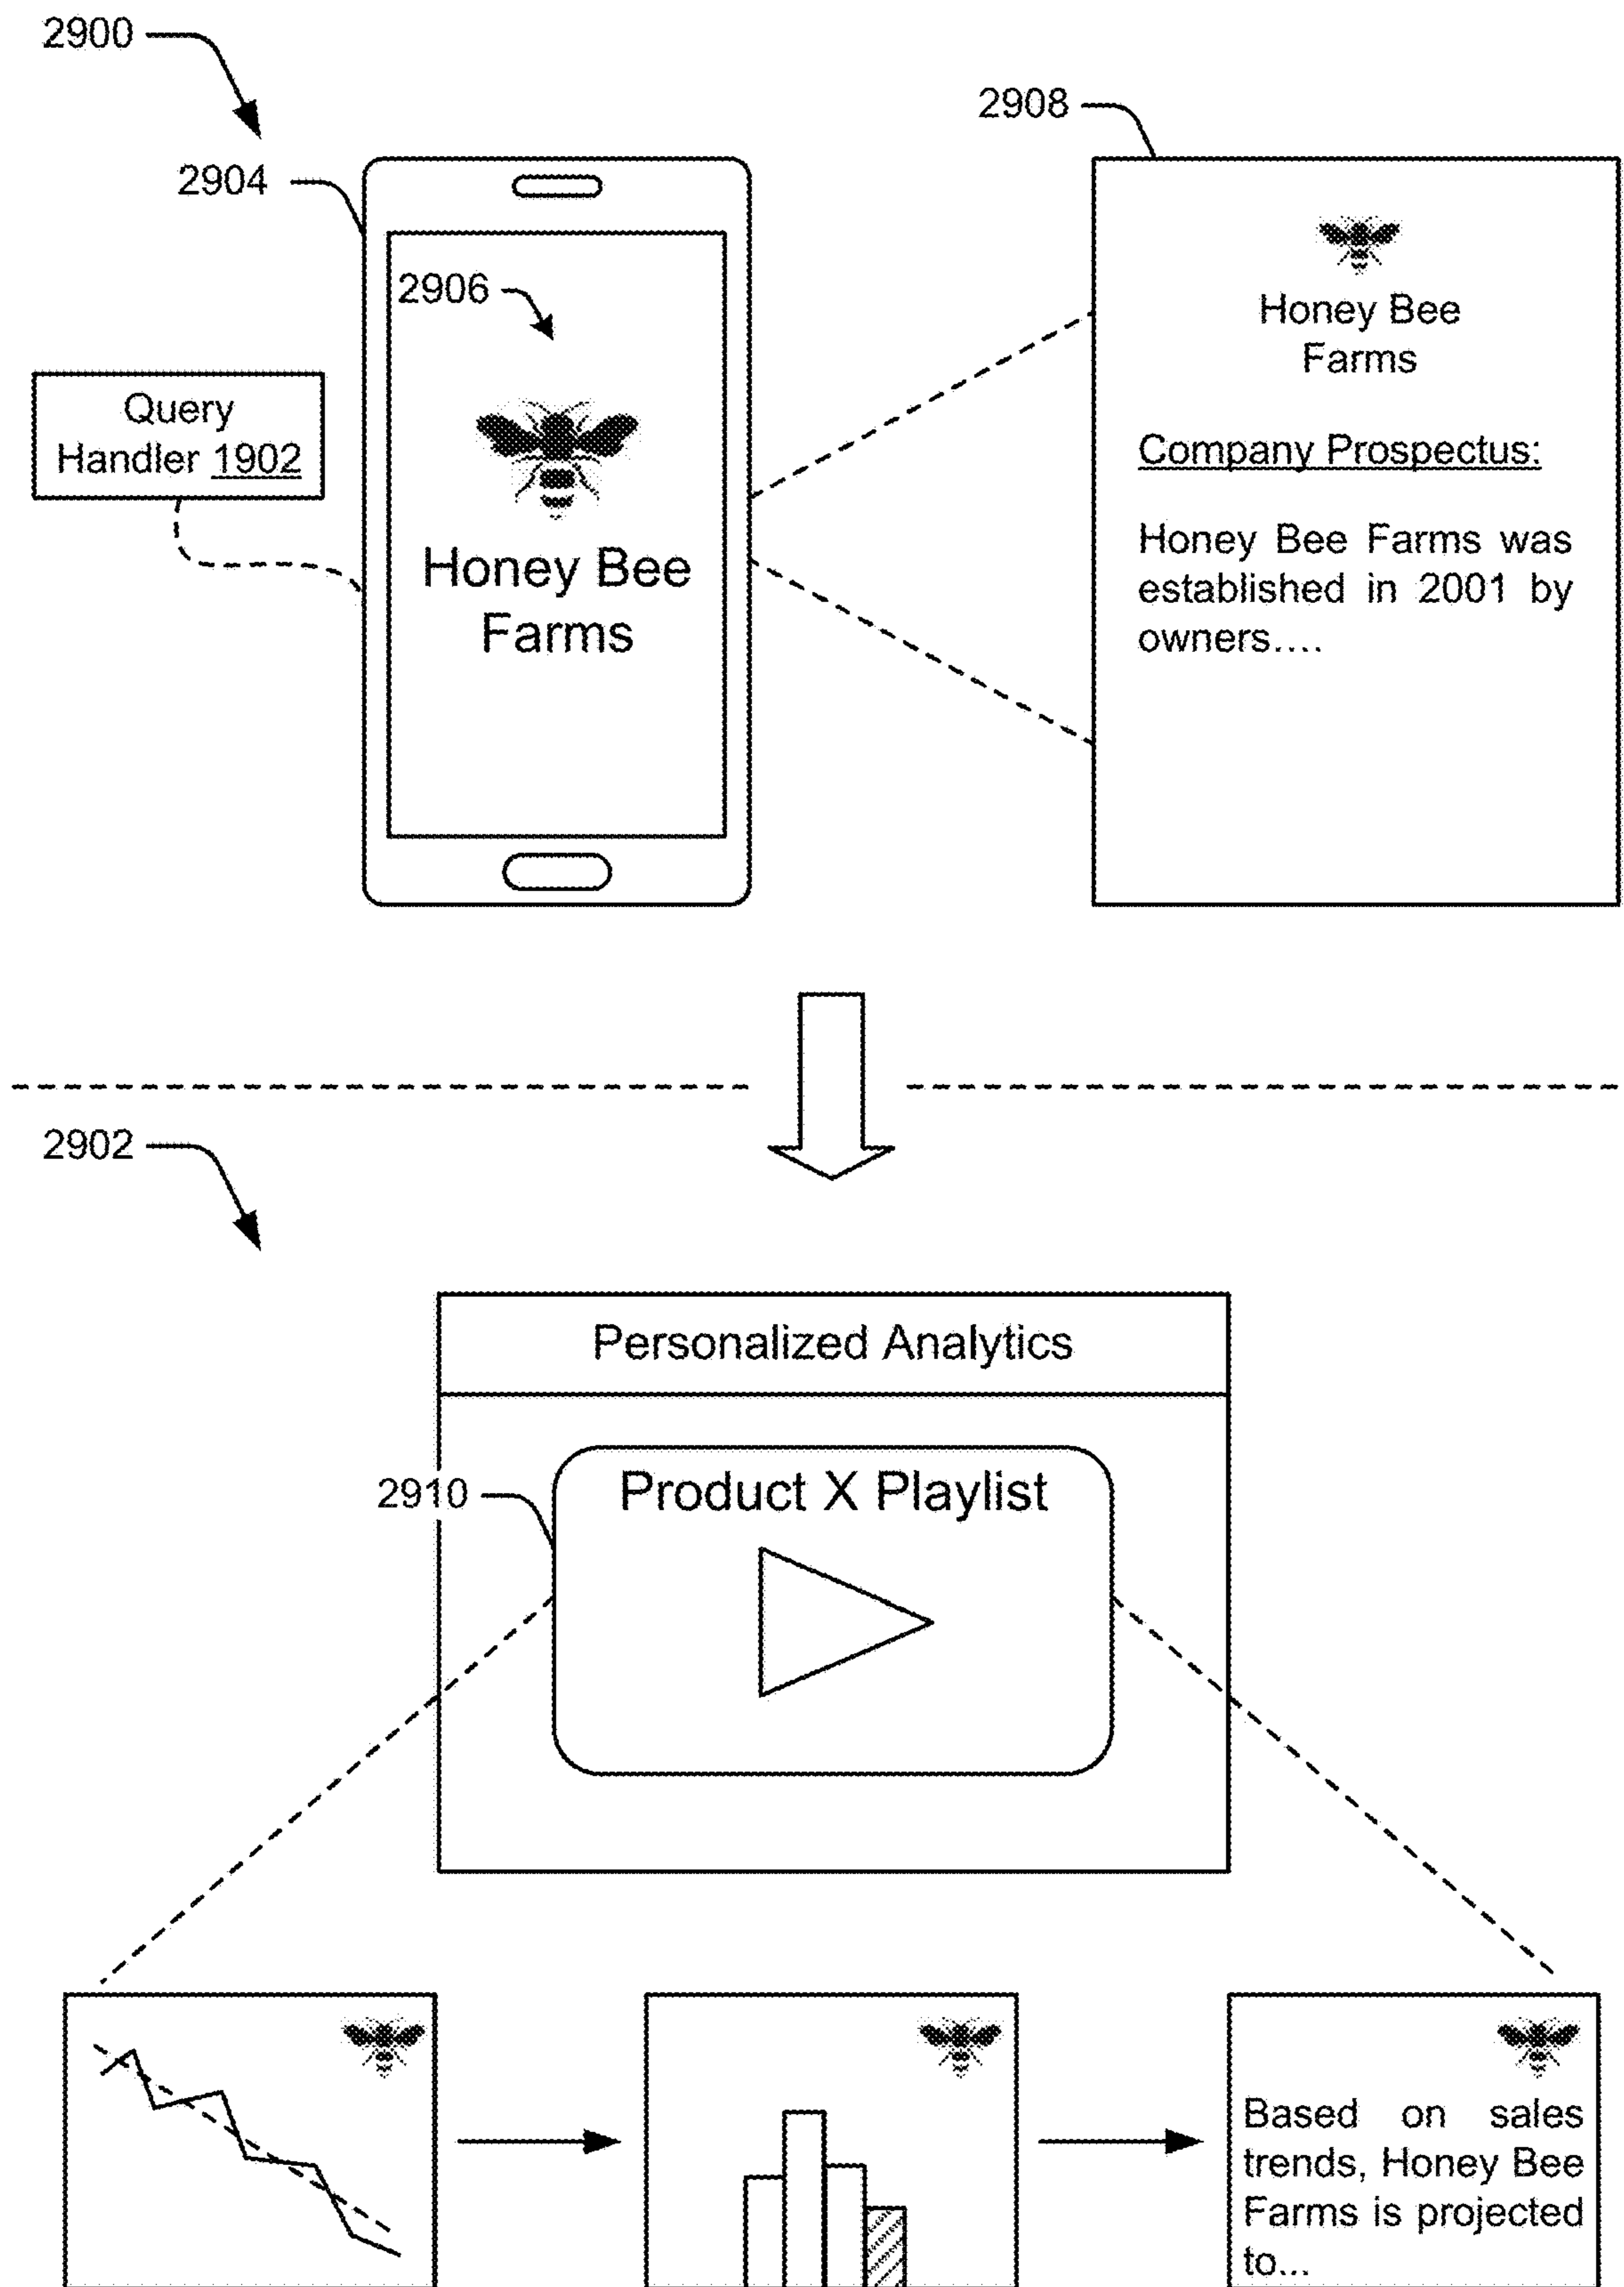 2900
2908
2904
2906
Query
Handler 1902
Honey Bee
Farms
Honey Bee
Farms
Company Prospectus:
Honey Bee Farms was
established in 2001 by
owners....
2902
Personalized Analytics
2910
Product X Playlist
Based on sales
trends, Honey Bee
Farms is projected
to...